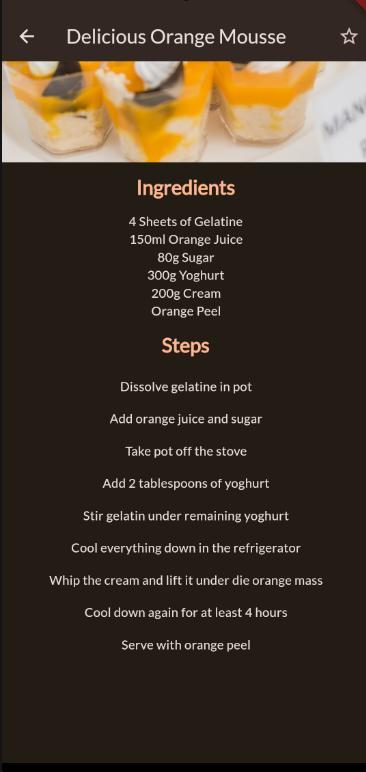 Delicious Orange Mousse
MAN
Ingredients
4 Sheets of Gelatine
150ml Orange Juice
80g Sugar
300g Yoghurt
200g Cream
Orange Peel
Steps
Dissolve gelatine in pot
Add orange juice and sugar
Take pot off the stove
Add 2 tablespoons of yoghurt
Stir gelatin under remaining yoghurt
Cool everything down in the refrigerator
Whip the cream and lift it under die orange mass
Cool down again for at least 4 hours
Serve with orange peel